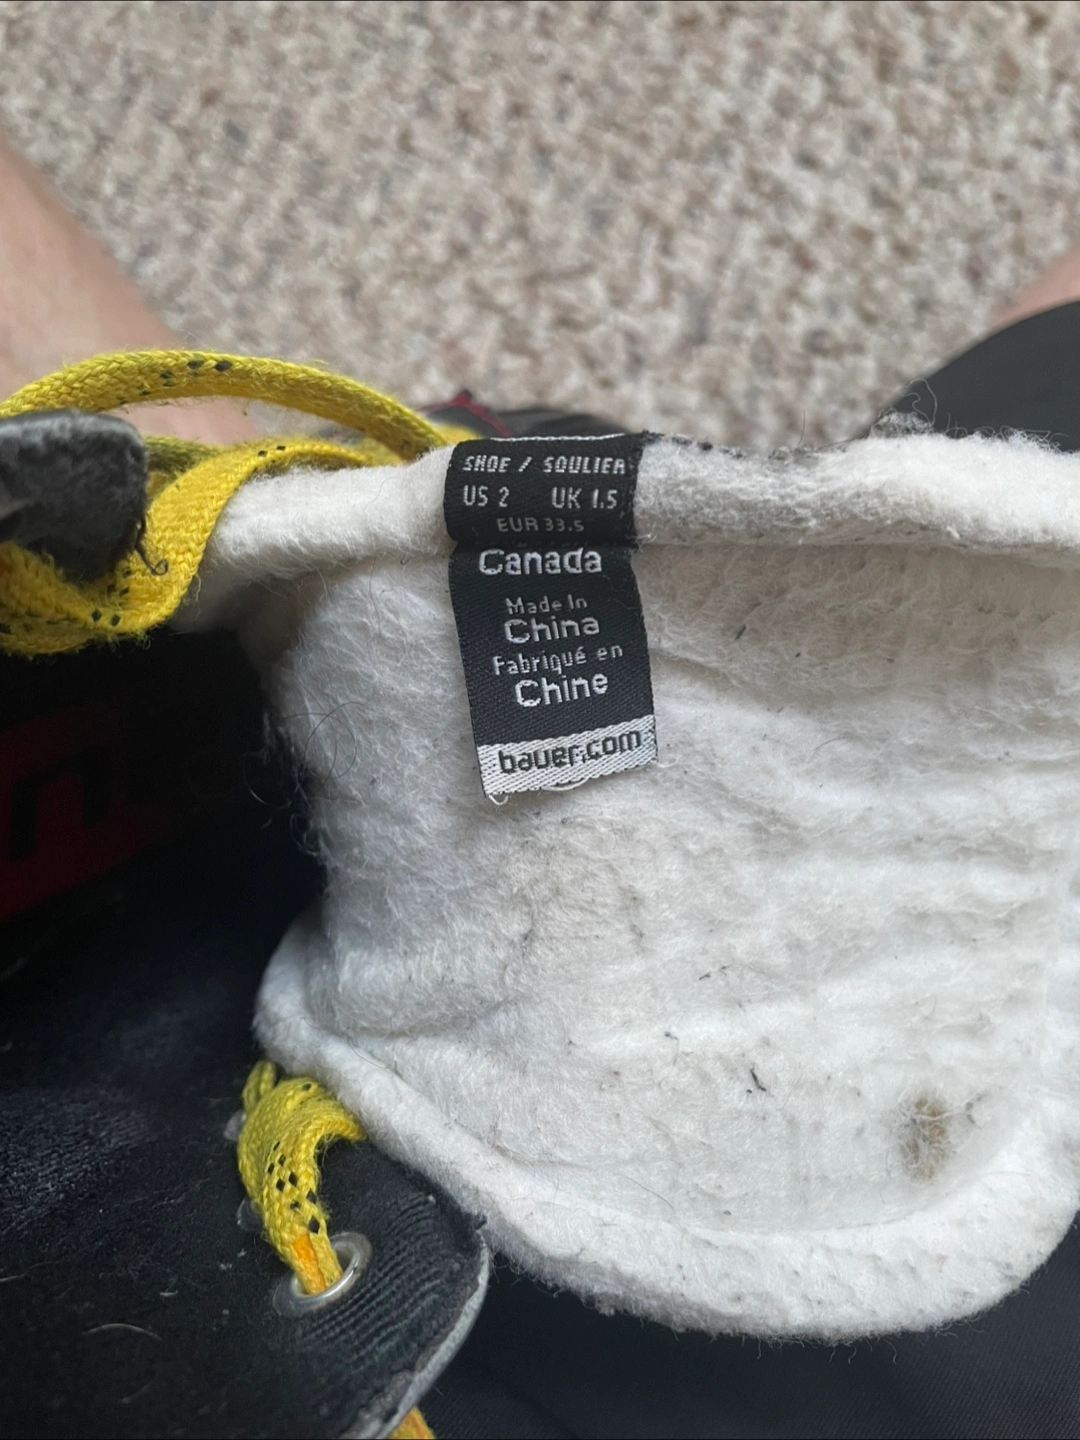 SHOE / SOULIER
US 2 UK 1.5
EUR 33.5
Canada
Made In
China
Fabriqué en
Chine
bauer.com